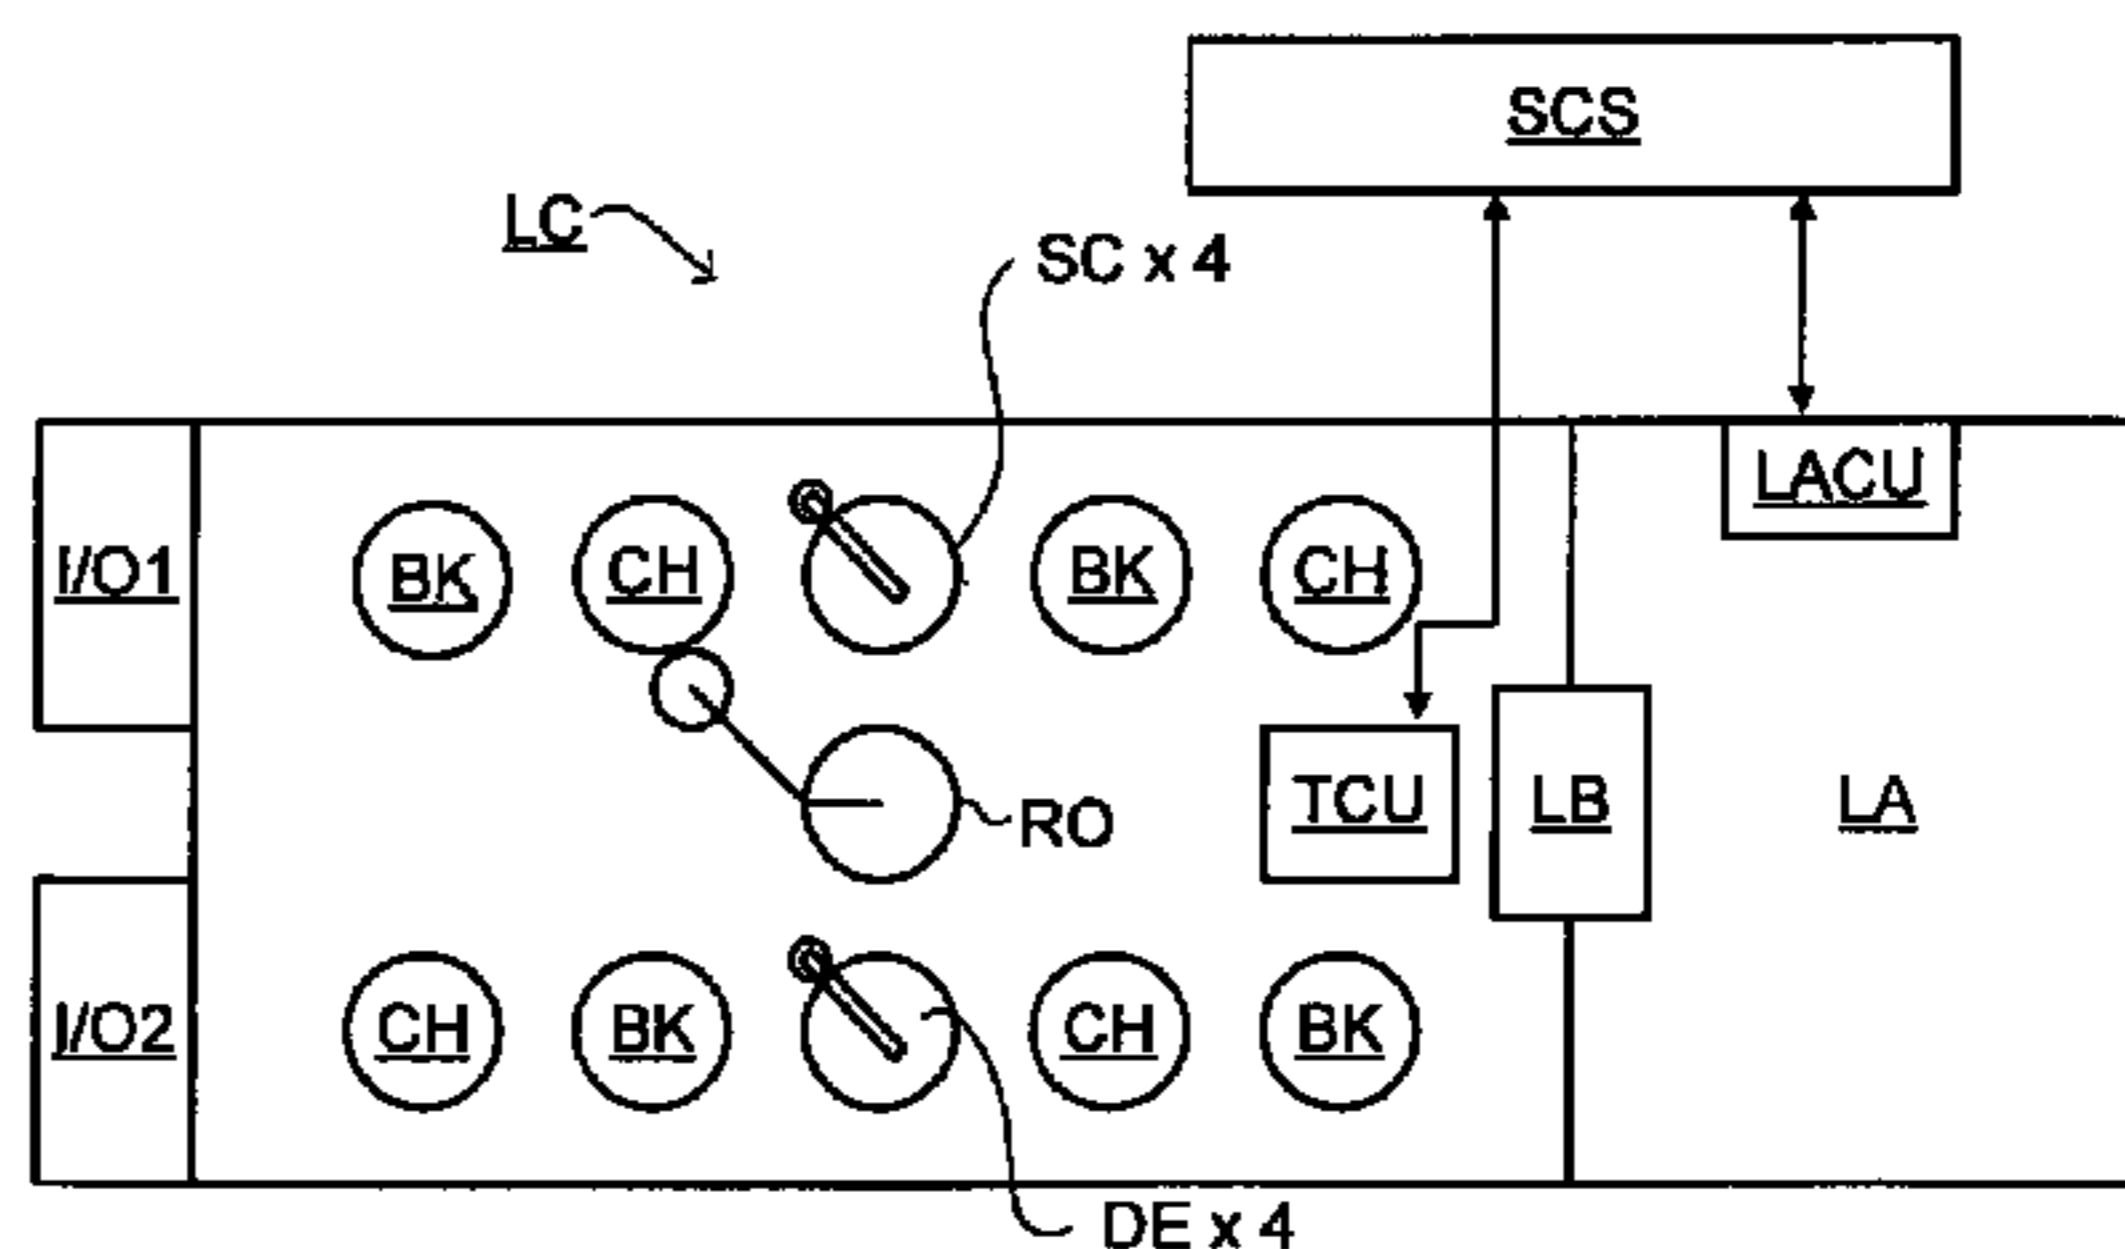 SCS
LC
SC x 4
LACU
I/O1
BK
CH
BK
CH
TCU
LB
LA
RO
I/O2
CH
BK
CH
BK
DE x 4